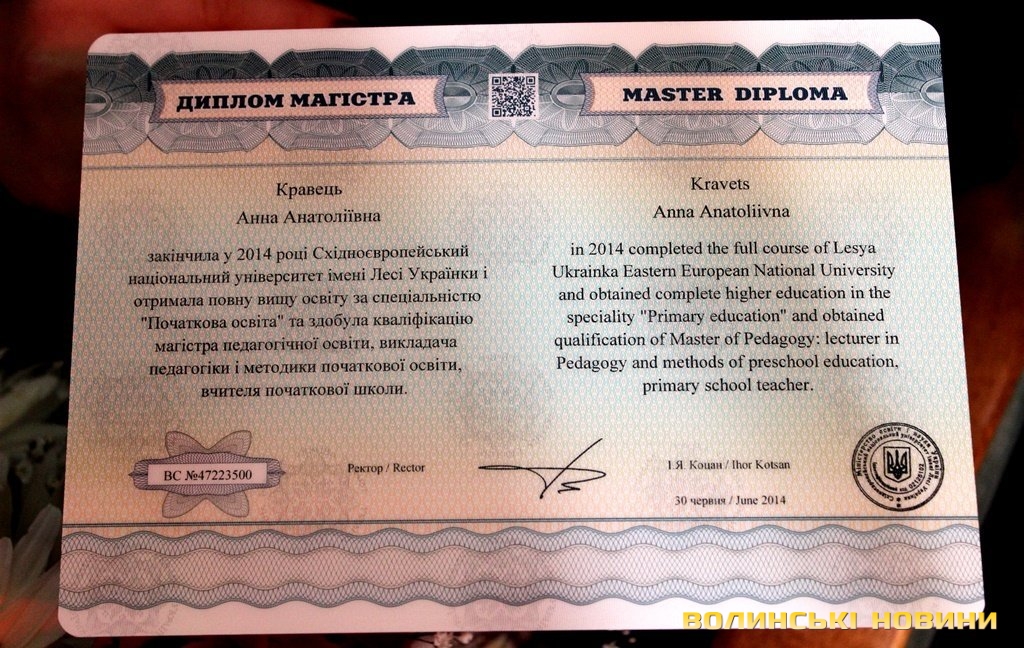 ДИПЛОМ МАГІСТРА
Кравець
Анна Анатоліївна
закінчила у 2014 році Східноєвропейський
національний університет імені Лесі Українки і
отримала повну вищу освіту за спеціальністю
"Початкова освіта" та здобула кваліфікацію
магістра педагогічної освіти, викладача
педагогіки і методики початкової освіти,
вчителя початкової школи.
MASTER DIPLOMA
Kravets
Anna Anatoliivna
in 2014 completed the full course of Lesya
Ukrainka Eastern European National University
and obtained complete higher education in the
speciality "Primary education" and obtained
qualification of Master of Pedagogy: lecturer in
Pedagogy and methods of preschool education,
primary school teacher.
ВС №47223500
Ректор / Rector
І.Я. Коцан / Ihor Kotsan
30 червня / June 2014
Міністерство освіти і науки України
ВОЛИНСЬКІ НОВИНИ